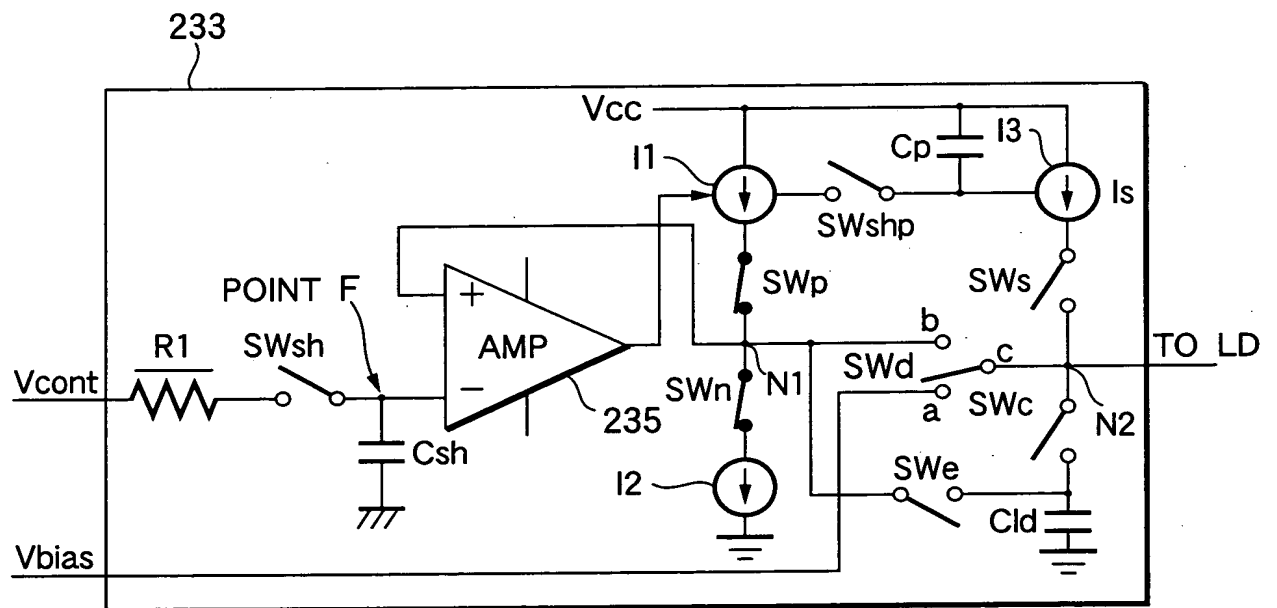 233
Vcc
I1
Cp
I3
Is
SWshp
SWp
SWs
POINT F
AMP
+
−
R1
SWsh
b
SWd
c
TO LD
Vcont
N1
SWn
a
SWc
N2
235
Csh
I2
SWe
Cld
Vbias